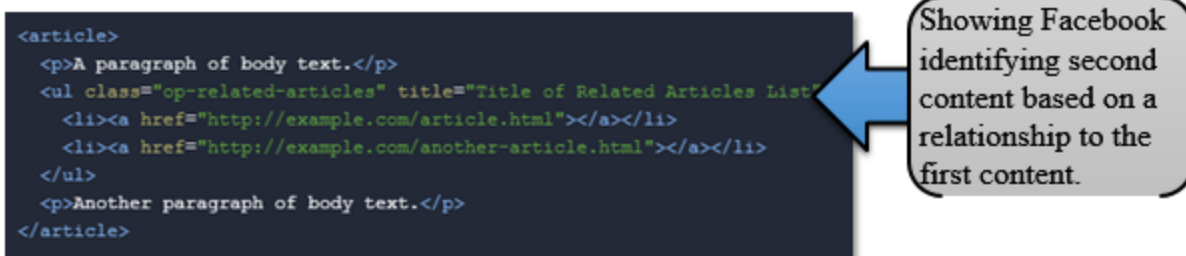 <article>
<p>A paragraph of body text.</p>
<ul class="op-related-articles" title="Title of Related Articles List"
<li><a href="http://example.com/article.html"></a></li>
<li><a href="http://example.com/another-article.html"></a></li>
</ul>
<p>Another paragraph of body text.</p>
</article>
Showing Facebook
identifying second
content based on a
relationship to the
first content.